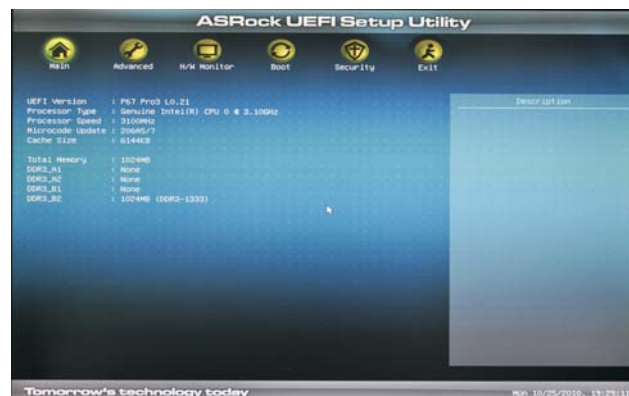 ASRock UEFI Setup Utility
Main Advanced H/W Monitor Boot Security Exit
UEFI Version : P67 Pro3 L0.21
Processor Type : Genuine Intel(R) CPU 0 @ 3.10GHz
Processor Speed : 3100MHz
Microcode Update : 206A5/7
Cache Size : 6144KB
Total Memory : 1024MB
DDR3_A1 : None
DDR3_A2 : None
DDR3_B1 : None
DDR3_B2 : 1024MB (DDR3-1333)
Description
Tomorrow's technology today
Mon 10/25/2010, 19:29:11